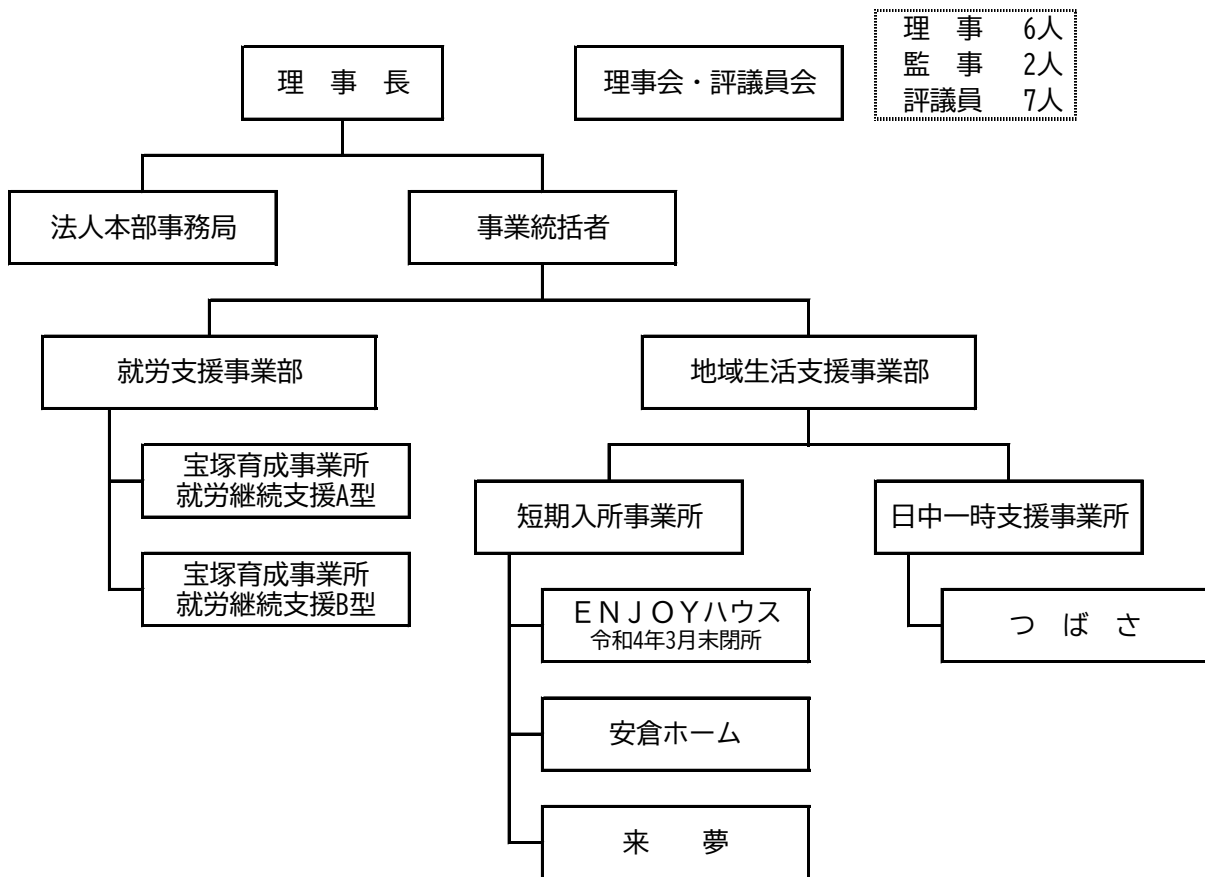 理　事　長
理事会・評議員会
理　事　6人
監　事　2人
評議員　7人
法人本部事務局
事業統括者
就労支援事業部
地域生活支援事業部
宝塚育成事業所
就労継続支援A型
宝塚育成事業所
就労継続支援B型
短期入所事業所
日中一時支援事業所
ＥＮＪＯＹハウス
令和4年3月末閉所
つ　ば　さ
安倉ホーム
来　　夢